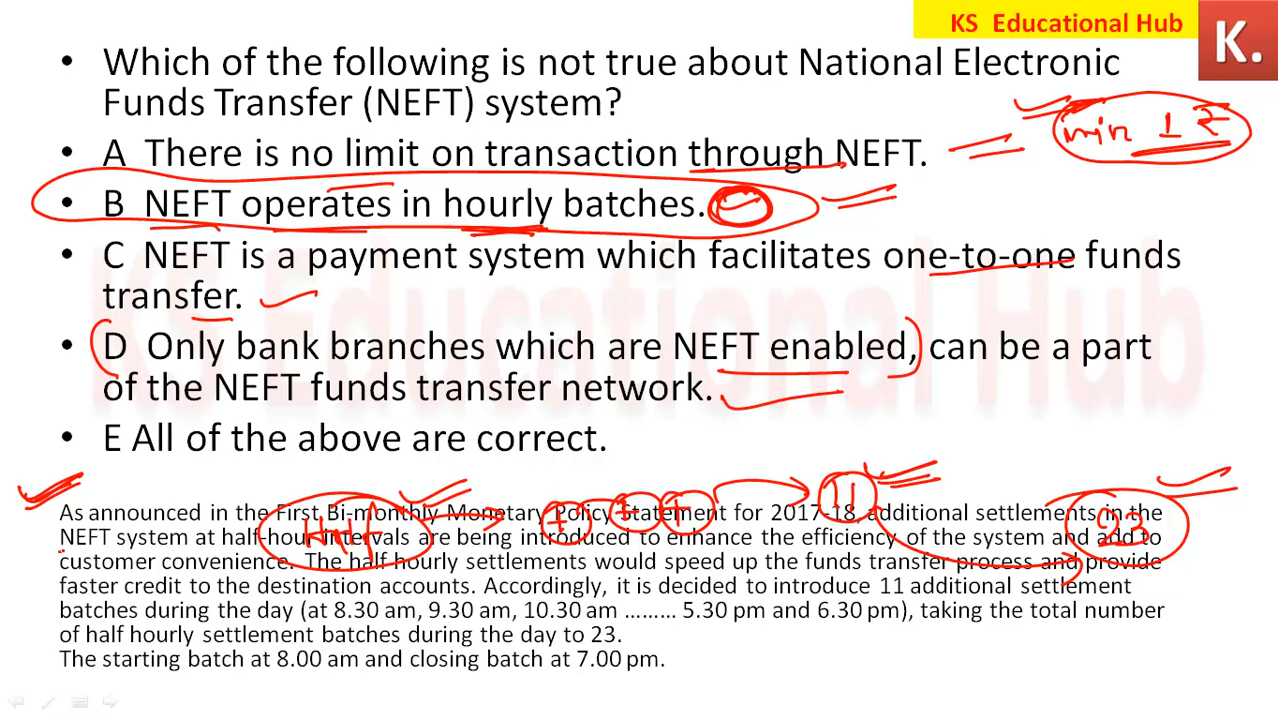 KS Educational Hub
K.
• Which of the following is not true about National Electronic
Funds Transfer (NEFT) system?
min 1 ₹
• A There is no limit on transaction through NEFT.
• B NEFT operates in hourly batches.
• C NEFT is a payment system which facilitates one-to-one funds
transfer.
• D Only bank branches which are NEFT enabled, can be a part
of the NEFT funds transfer network.
• E All of the above are correct.
11
Half
23
As announced in the First Bi-monthly Monetary Policy Statement for 2017-18, additional settlements in the
NEFT system at half-hour intervals are being introduced to enhance the efficiency of the system and add to
customer convenience. The half hourly settlements would speed up the funds transfer process and provide
faster credit to the destination accounts. Accordingly, it is decided to introduce 11 additional settlement
batches during the day (at 8.30 am, 9.30 am, 10.30 am ......... 5.30 pm and 6.30 pm), taking the total number
of half hourly settlement batches during the day to 23.
The starting batch at 8.00 am and closing batch at 7.00 pm.
KS Educational Hub